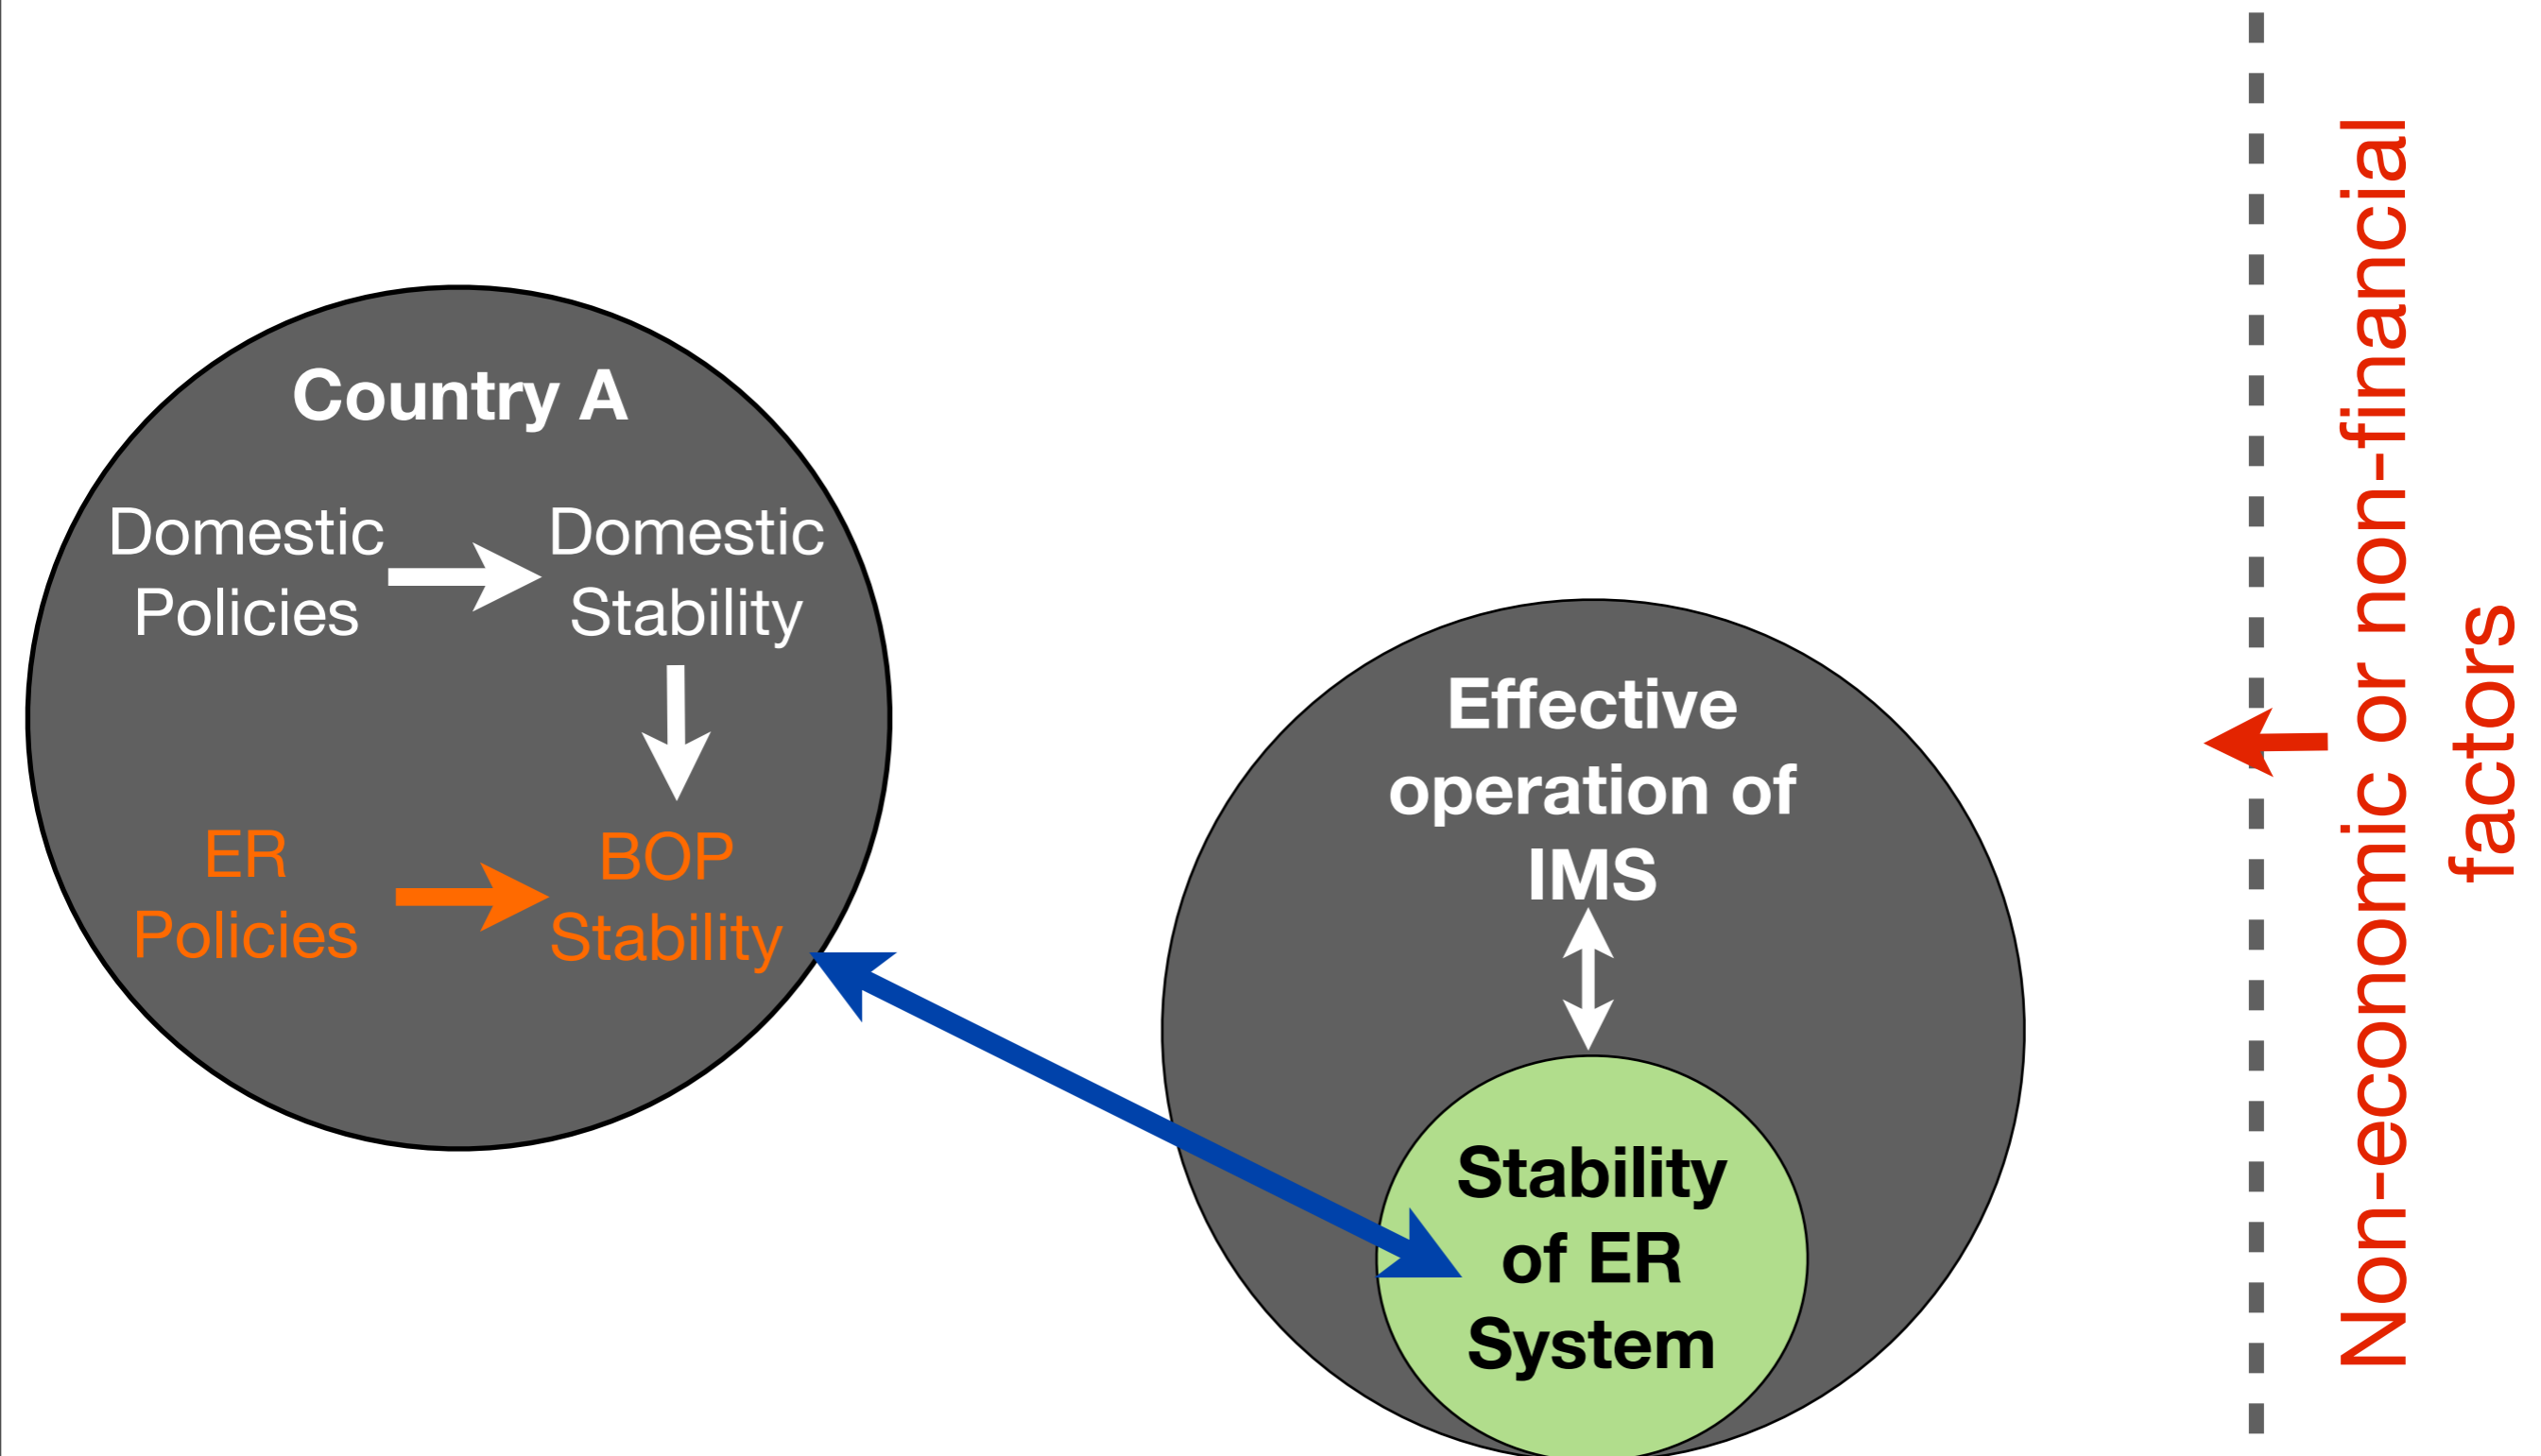 Country A
Domestic
Policies
Domestic
Stability
ER
Policies
BOP
Stability
Effective
operation of
IMS
Stability
of ER
System
Non-economic or non-financial
factors